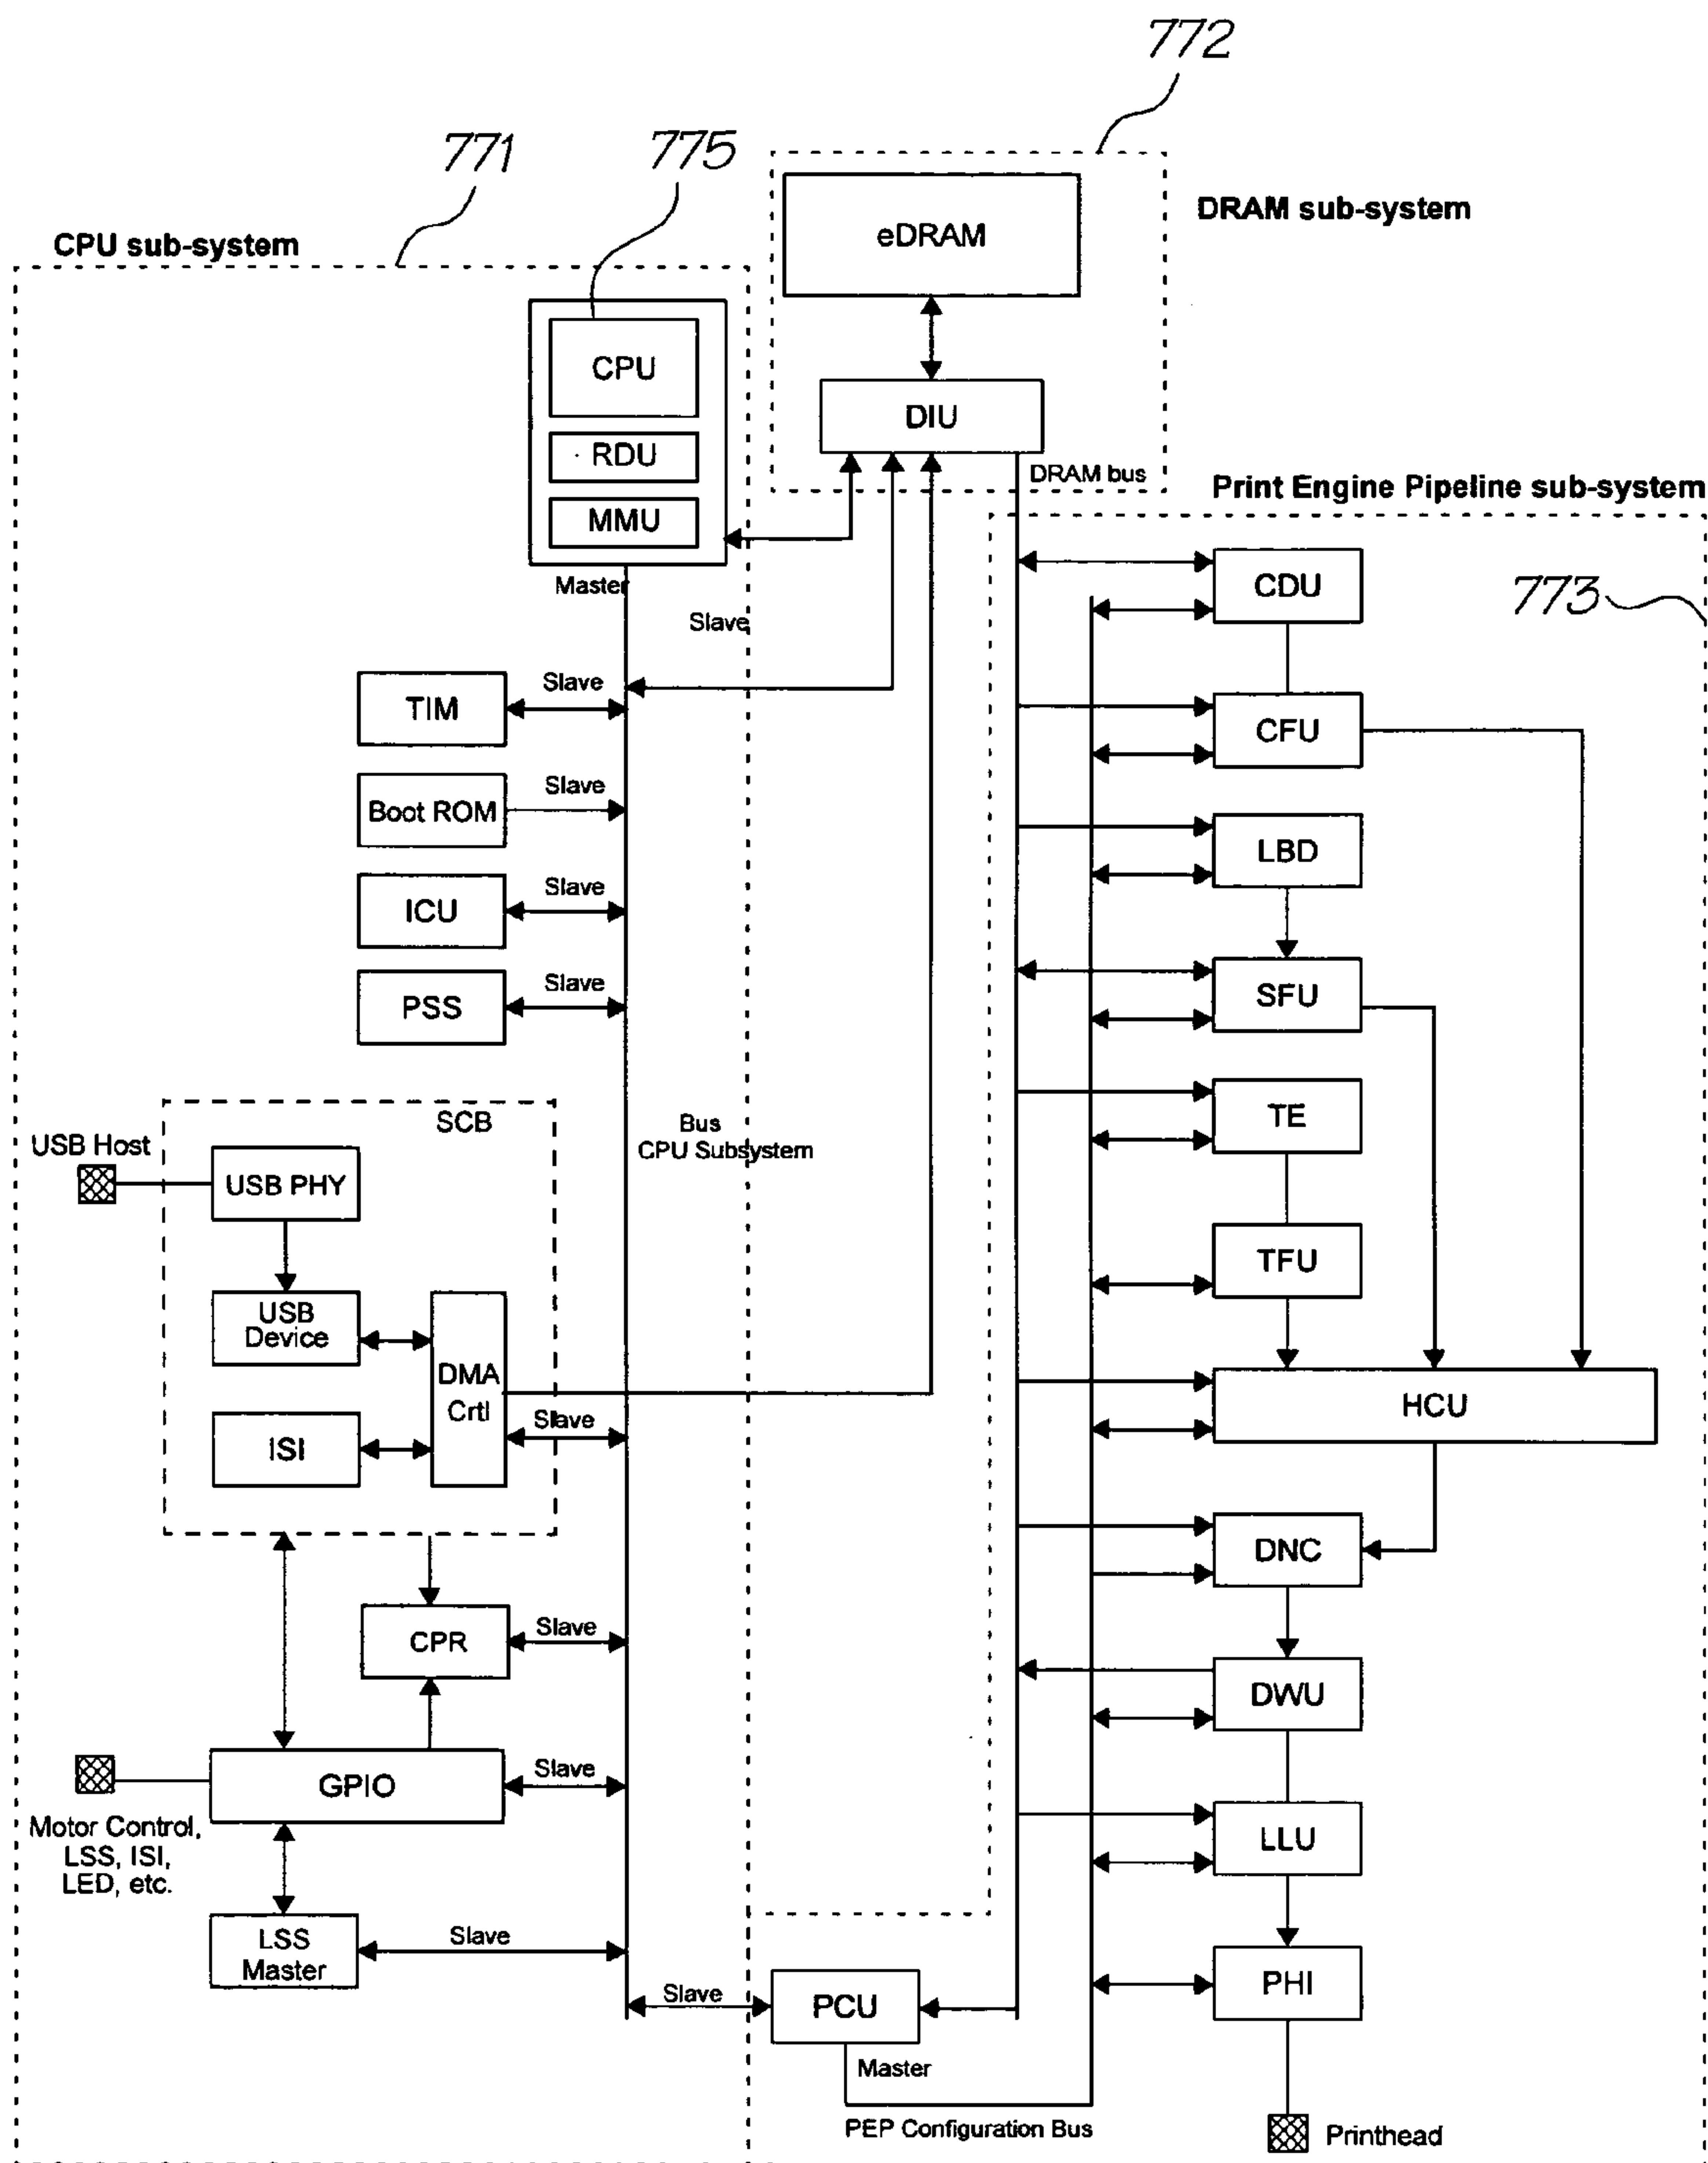 772
771
775
DRAM sub-system
eDRAM
CPU sub-system
CPU
DIU
RDU
DRAM bus
Print Engine Pipeline sub-system
MMU
Master
CDU
773
Slave
Slave
TIM
CFU
Slave
Boot ROM
LBD
Slave
ICU
Slave
PSS
SFU
SCB
Bus
CPU Subsystem
TE
USB Host
USB PHY
TFU
USB
Device
DMA
Crtl
Slave
HCU
ISI
DNC
Slave
CPR
DWU
Slave
GPIO
Motor Control,
LSS, ISI,
LED, etc.
LLU
Slave
LSS
Master
PHI
Slave
PCU
Master
PEP Configuration Bus
Printhead